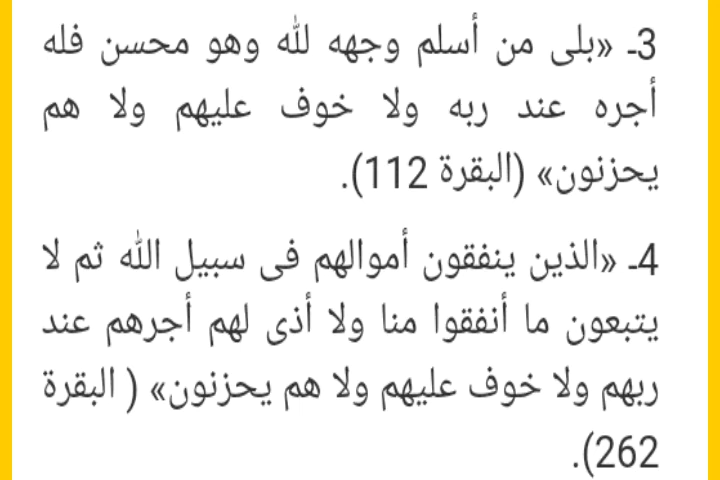 3ـ «بلى من أسلم وجهه لله وهو محسن فله
أجره عند ربه ولا خوف عليهم ولا هم
يحزنون» (البقرة 112).
4ـ «الذين ينفقون أموالهم فى سبيل الله ثم لا
يتبعون ما أنفقوا منا ولا أذى لهم أجرهم عند
ربهم ولا خوف عليهم ولا هم يحزنون» ( البقرة
262).